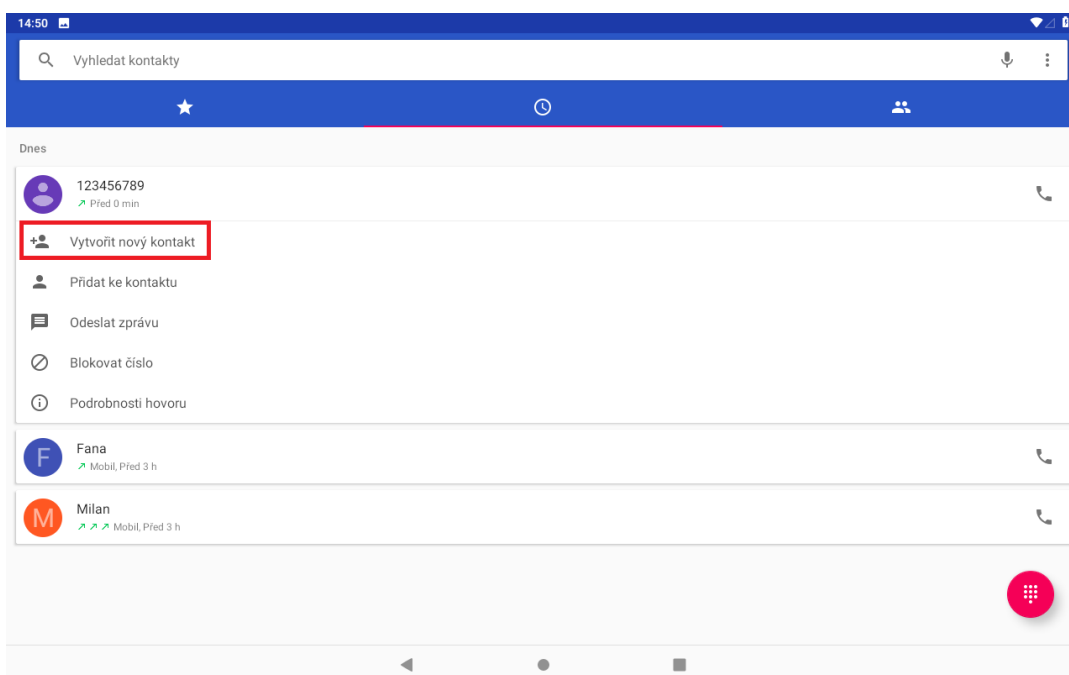 14:50
Vyhledat kontakty
Dnes
123456789
Před 0 min
Vytvořit nový kontakt
Přidat ke kontaktu
Odeslat zprávu
Blokovat číslo
Podrobnosti hovoru
F
Fana
Mobil, Před 3 h
M
Milan
Mobil, Před 3 h